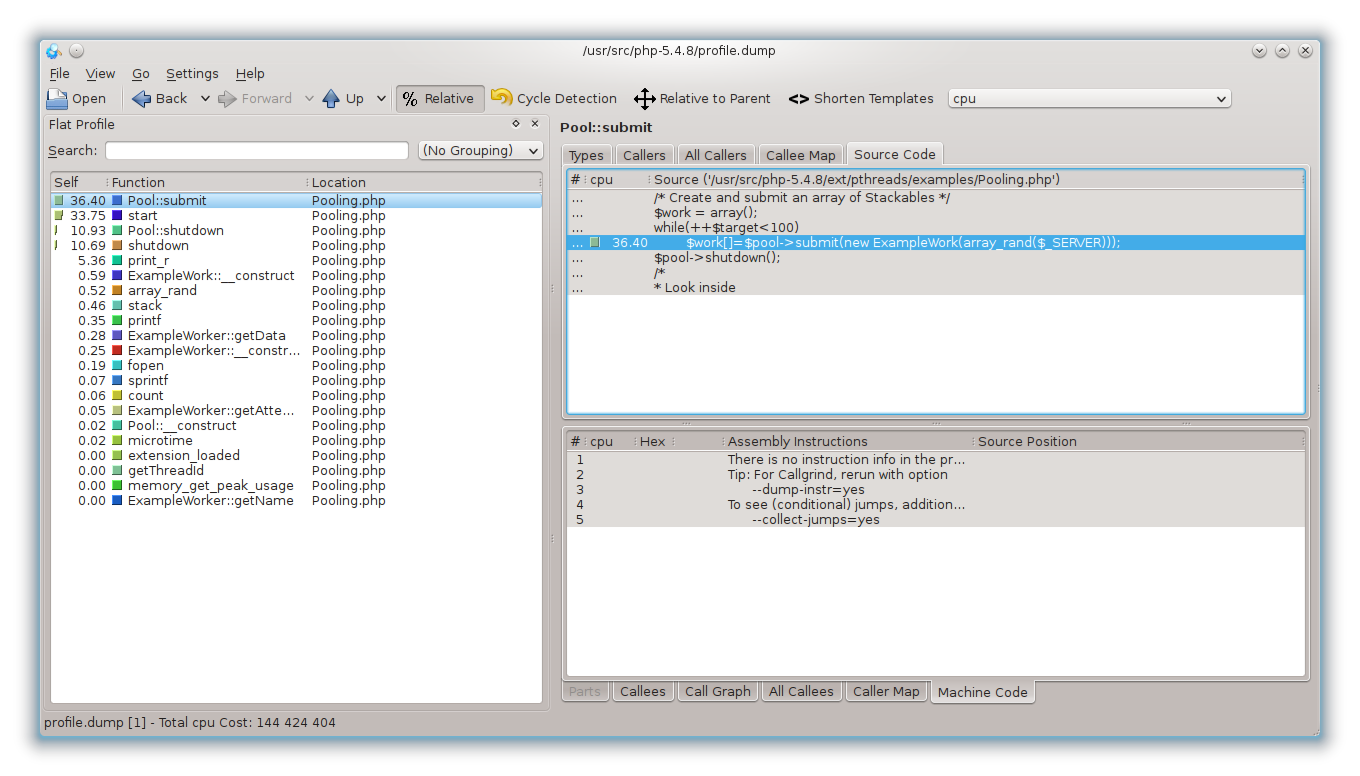 /usr/src/php-5.4.8/profile.dump
File View Go Settings Help
Open Back Forward Up % Relative Cycle Detection Relative to Parent <> Shorten Templates cpu
Flat Profile
Search: (No Grouping)
Self Function Location
36.40 Pool::submit Pooling.php
33.75 start Pooling.php
10.93 Pool::shutdown Pooling.php
10.69 shutdown Pooling.php
5.36 print_r Pooling.php
0.59 ExampleWork::__construct Pooling.php
0.52 array_rand Pooling.php
0.46 stack Pooling.php
0.35 printf Pooling.php
0.28 ExampleWorker::getData Pooling.php
0.25 ExampleWorker::__constr... Pooling.php
0.19 fopen Pooling.php
0.07 sprintf Pooling.php
0.06 count Pooling.php
0.05 ExampleWorker::getAtte... Pooling.php
0.02 Pool::__construct Pooling.php
0.02 microtime Pooling.php
0.00 extension_loaded Pooling.php
0.00 getThreadId Pooling.php
0.00 memory_get_peak_usage Pooling.php
0.00 ExampleWorker::getName Pooling.php
Pool::submit
Types Callers All Callers Callee Map Source Code
# cpu Source ('/usr/src/php-5.4.8/ext/pthreads/examples/Pooling.php')
... /* Create and submit an array of Stackables */
... $work = array();
... while(++$target<100)
... 36.40 $work[]=$pool->submit(new ExampleWork(array_rand($_SERVER)));
... $pool->shutdown();
... /*
... * Look inside
# cpu Hex Assembly Instructions Source Position
1 There is no instruction info in the pr...
2 Tip: For Callgrind, rerun with option
3 --dump-instr=yes
4 To see (conditional) jumps, addition...
5 --collect-jumps=yes
Parts Callees Call Graph All Callees Caller Map Machine Code
profile.dump [1] - Total cpu Cost: 144 424 404